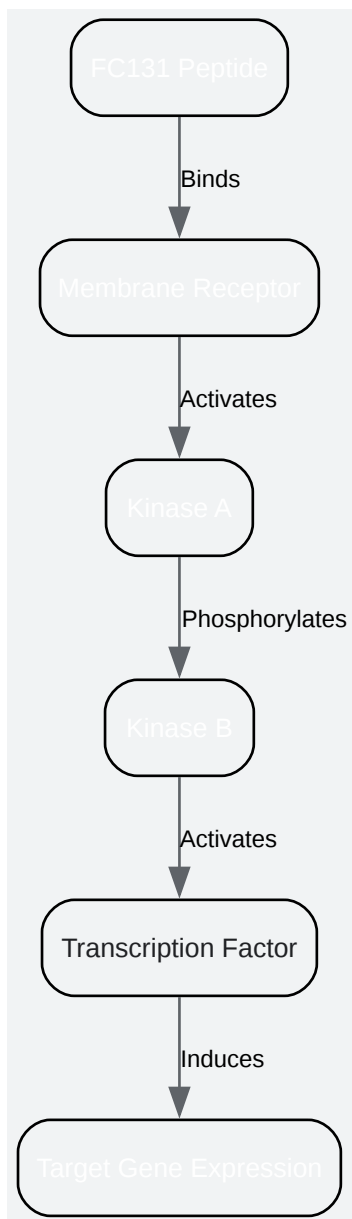 FC131 Peptide
Binds
Membrane Receptor
Activates
Kinase A
Phosphorylates
Kinase B
Activates
Transcription Factor
Induces
Target Gene Expression